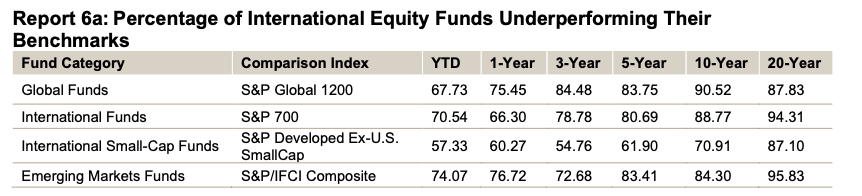 Report 6a: Percentage of International Equity Funds Underperforming Their
Benchmarks
Fund Category Comparison Index YTD 1-Year 3-Year 5-Year 10-Year 20-Year
Global Funds S&P Global 1200 67.73 75.45 84.48 83.75 90.52 87.83
International Funds S&P 700 70.54 66.30 78.78 80.69 88.77 94.31
International Small-Cap Funds S&P Developed Ex-U.S. SmallCap 57.33 60.27 54.76 61.90 70.91 87.10
Emerging Markets Funds S&P/IFCI Composite 74.07 76.72 72.68 83.41 84.30 95.83